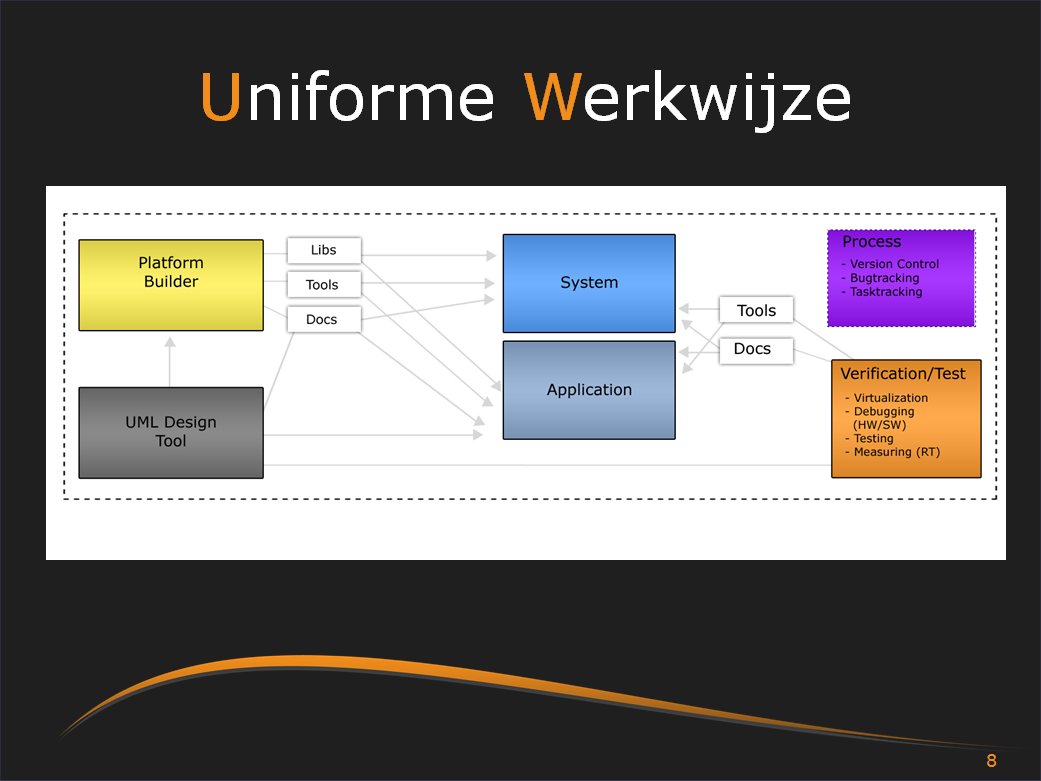 Uniforme Werkwijze
Platform
Builder
Libs
Tools
Docs
System
Process
- Version Control
- Bugtracking
- Tasktracking
Tools
Docs
Application
UML Design
Tool
Verification/Test
- Virtualization
- Debugging
(HW/SW)
- Testing
- Measuring (RT)
8